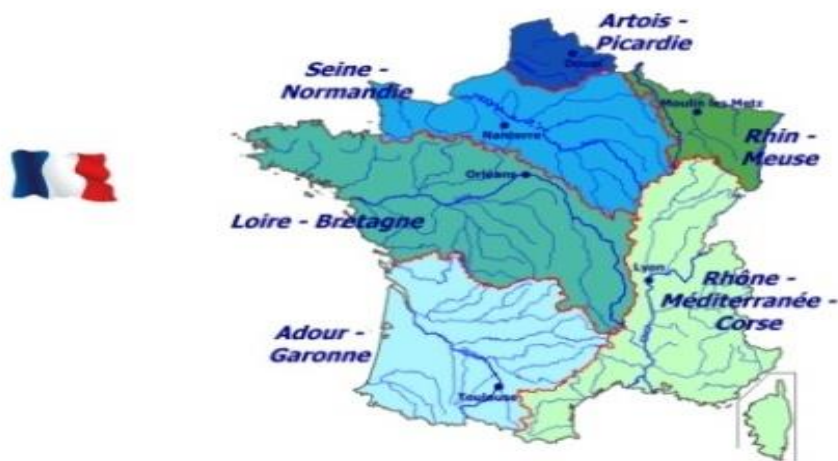 Artois -
Picardie
Seine -
Normandie
Douai
Moulin les Metz
Nanterre
Rhin -
Meuse
Orléans
Loire - Bretagne
Lyon
Rhône -
Méditerranée -
Corse
Adour -
Garonne
Toulouse